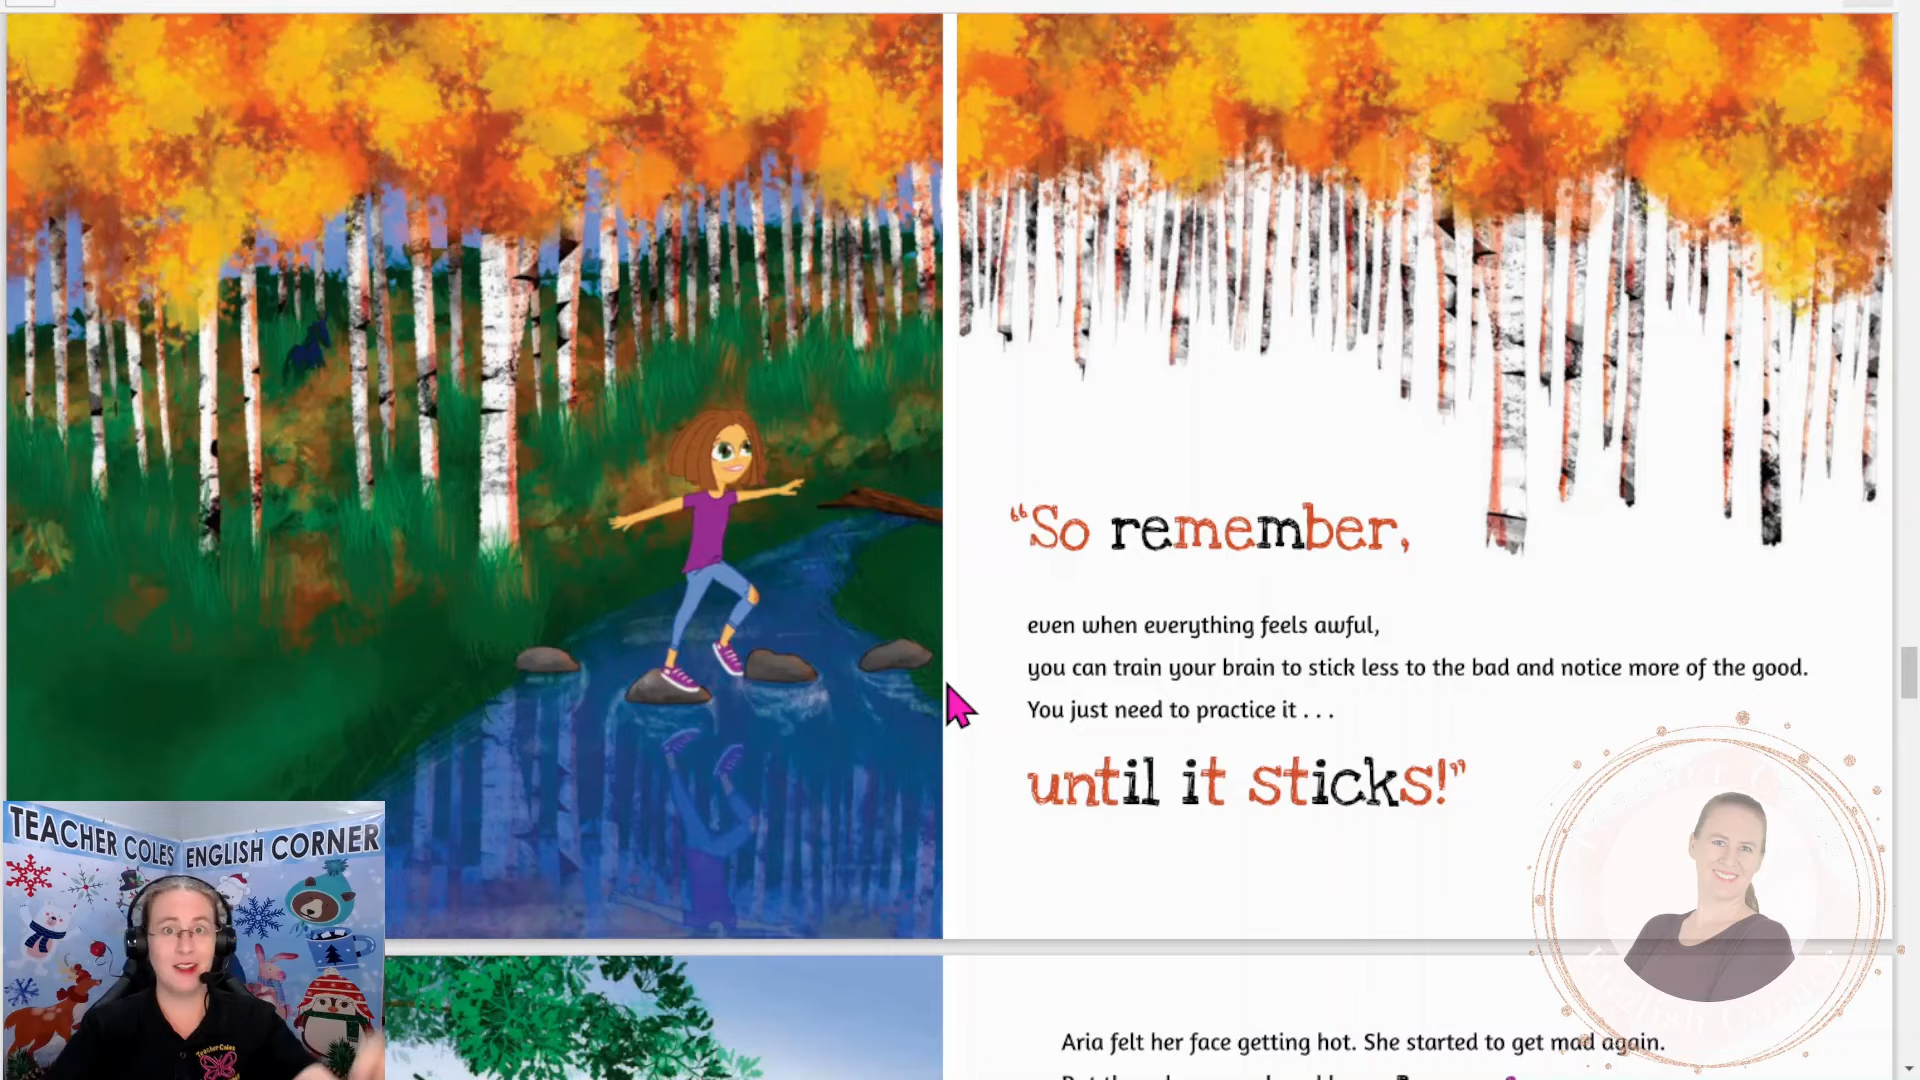 “So remember,
even when everything feels awful,
you can train your brain to stick less to the bad and notice more of the good.
You just need to practice it . . .
until it sticks!”
TEACHER COLES ENGLISH CORNER
Aria felt her face getting hot. She started to get mad again.